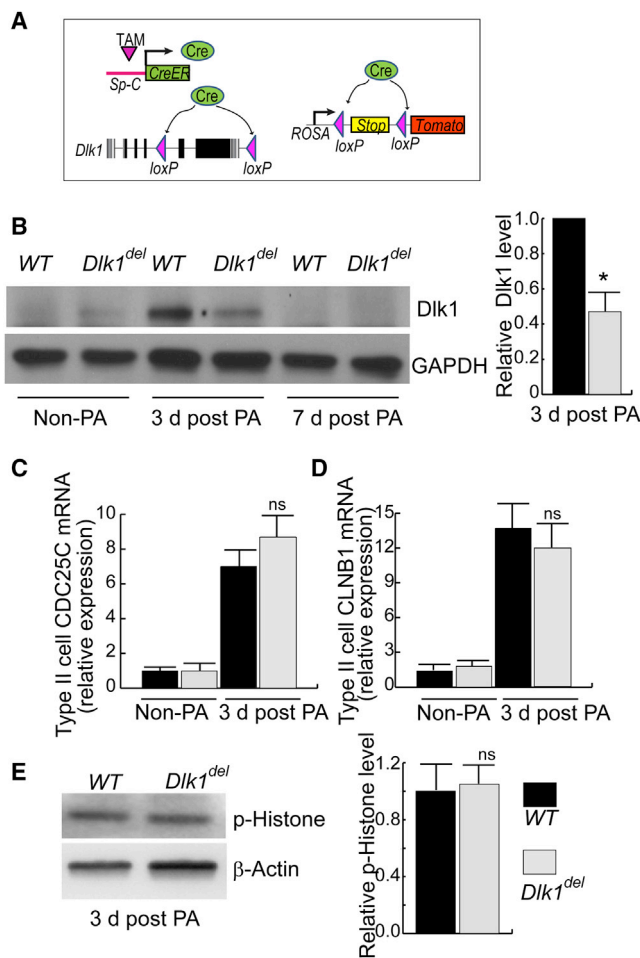 A
TAM
Cre
Sp-C CreER
Cre
Dlk1
loxP loxP
Cre
ROSA Stop Tomato
loxP loxP
B
WT Dlk1del WT Dlk1del WT Dlk1del
Dlk1
GAPDH
Non-PA 3 d post PA 7 d post PA
Relative Dlk1 level
1.0
0.8
0.6
0.4
0.2
0
*
3 d post PA
C
Type II cell CDC25C mRNA
(relative expression)
10
8
6
4
2
0
ns
Non-PA 3 d post PA
D
Type II cell CLNB1 mRNA
(relative expression)
15
12
9
6
3
0
ns
Non-PA 3 d post PA
E
WT Dlk1del
p-Histone
β-Actin
3 d post PA
Relative p-Histone level
1.2
0.8
0.4
0.0
ns
WT
Dlk1del